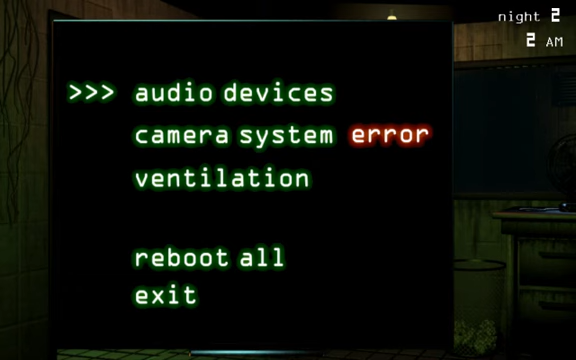 night 2
2 AM
>>> audio devices
camera system error
ventilation
reboot all
exit